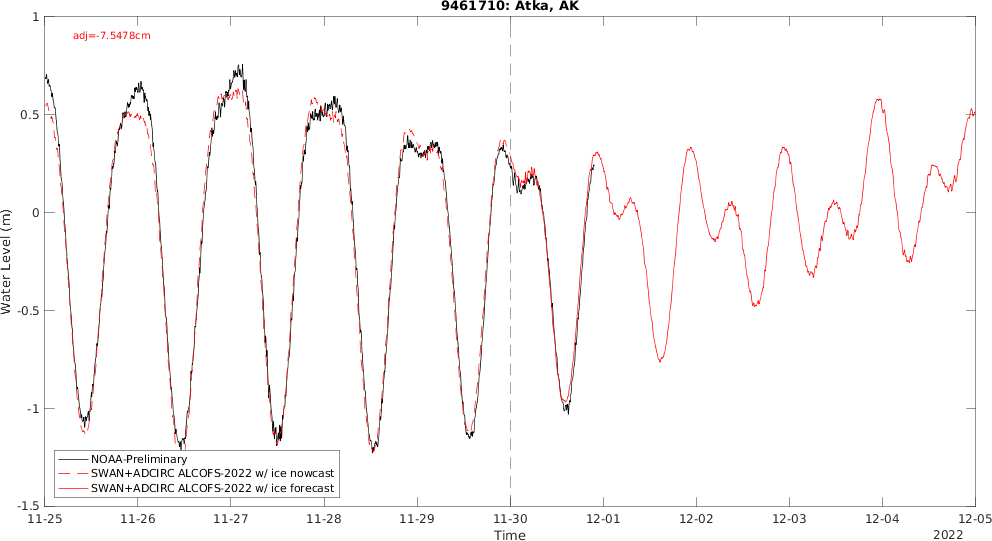 9461710: Atka, AK
adj=-7.5478cm
Water Level (m)
1
0.5
0
-0.5
-1
-1.5
NOAA-Preliminary
SWAN+ADCIRC ALCOFS-2022 w/ ice nowcast
SWAN+ADCIRC ALCOFS-2022 w/ ice forecast
11-25 11-26 11-27 11-28 11-29 11-30 12-01 12-02 12-03 12-04 12-05
Time
2022